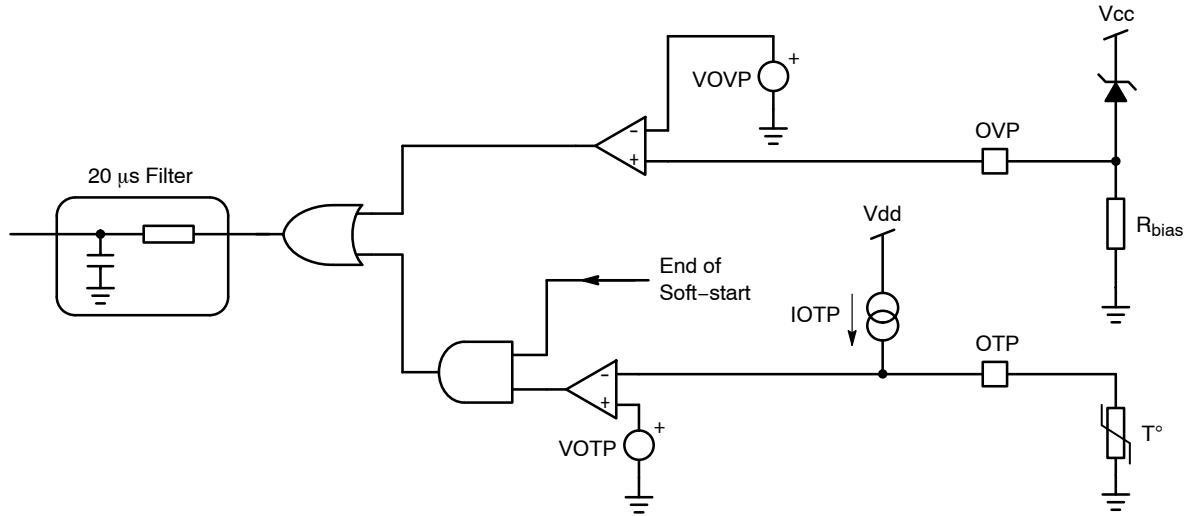 Vcc
VOVP
+
OVP
-
+
20 μs Filter
Vdd
Rbias
End of
Soft−start
IOTP
OTP
-
+
+
VOTP
T°